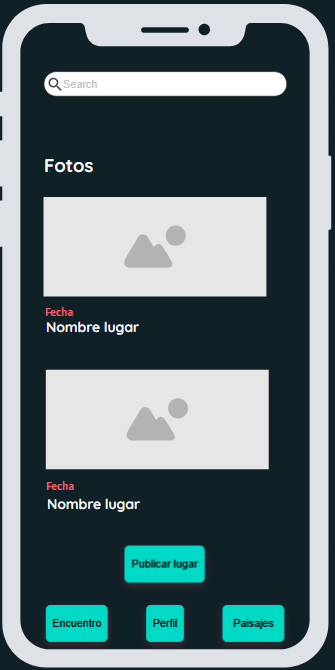 Search
Fotos
Fecha
Nombre lugar
Fecha
Nombre lugar
Publicar lugar
Encuentro
Perfil
Paisajes